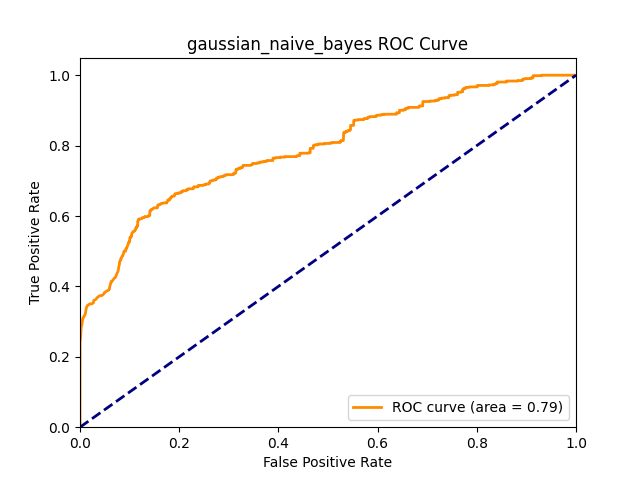 gaussian_naive_bayes ROC Curve
1.0
0.8
0.6
0.4
0.2
0.0
True Positive Rate
ROC curve (area = 0.79)
0.0 0.2 0.4 0.6 0.8 1.0
False Positive Rate